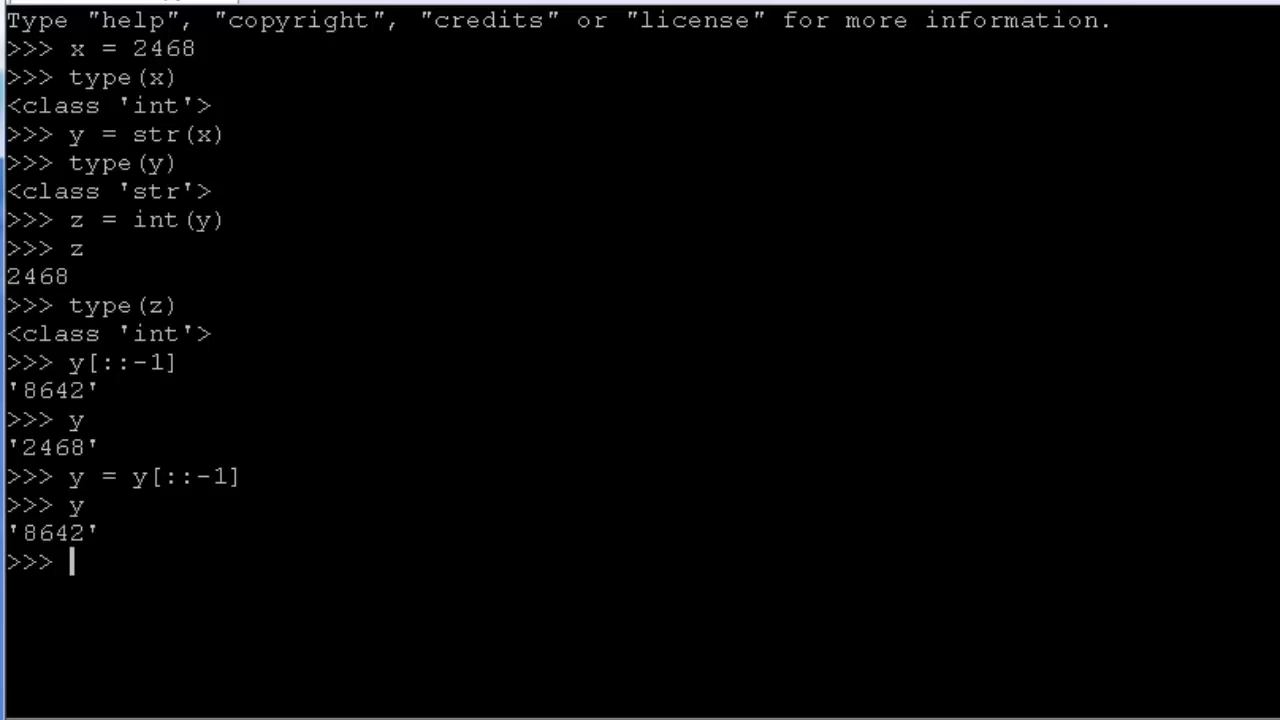 Type "help", "copyright", "credits" or "license" for more information.
>>> x = 2468
>>> type(x)
<class 'int'>
>>> y = str(x)
>>> type(y)
<class 'str'>
>>> z = int(y)
>>> z
2468
>>> type(z)
<class 'int'>
>>> y[::-1]
'8642'
>>> y
'2468'
>>> y = y[::-1]
>>> y
'8642'
>>>